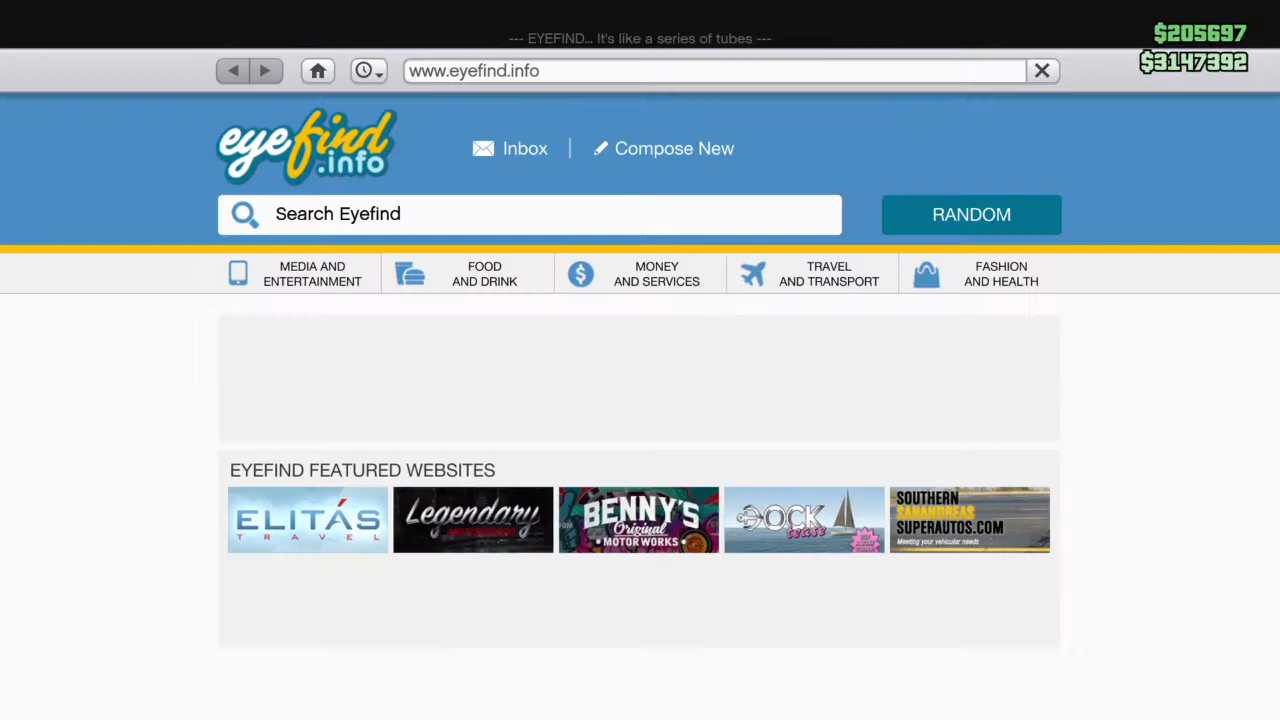 --- EYEFIND... It's like a series of tubes ---
$205697
$3147392
www.eyefind.info
eyefind
.info
Inbox
Compose New
Search Eyefind
RANDOM
MEDIA AND
ENTERTAINMENT
FOOD
AND DRINK
MONEY
AND SERVICES
TRAVEL
AND TRANSPORT
FASHION
AND HEALTH
EYEFIND FEATURED WEBSITES
ELITÁS
TRAVEL
Legendary
MOTORSPORT
BENNY'S
Original
MOTOR WORKS
DOCK
tease
SOUTHERN
SAN ANDREAS
SUPERAUTOS.COM
Meeting your vehicular needs